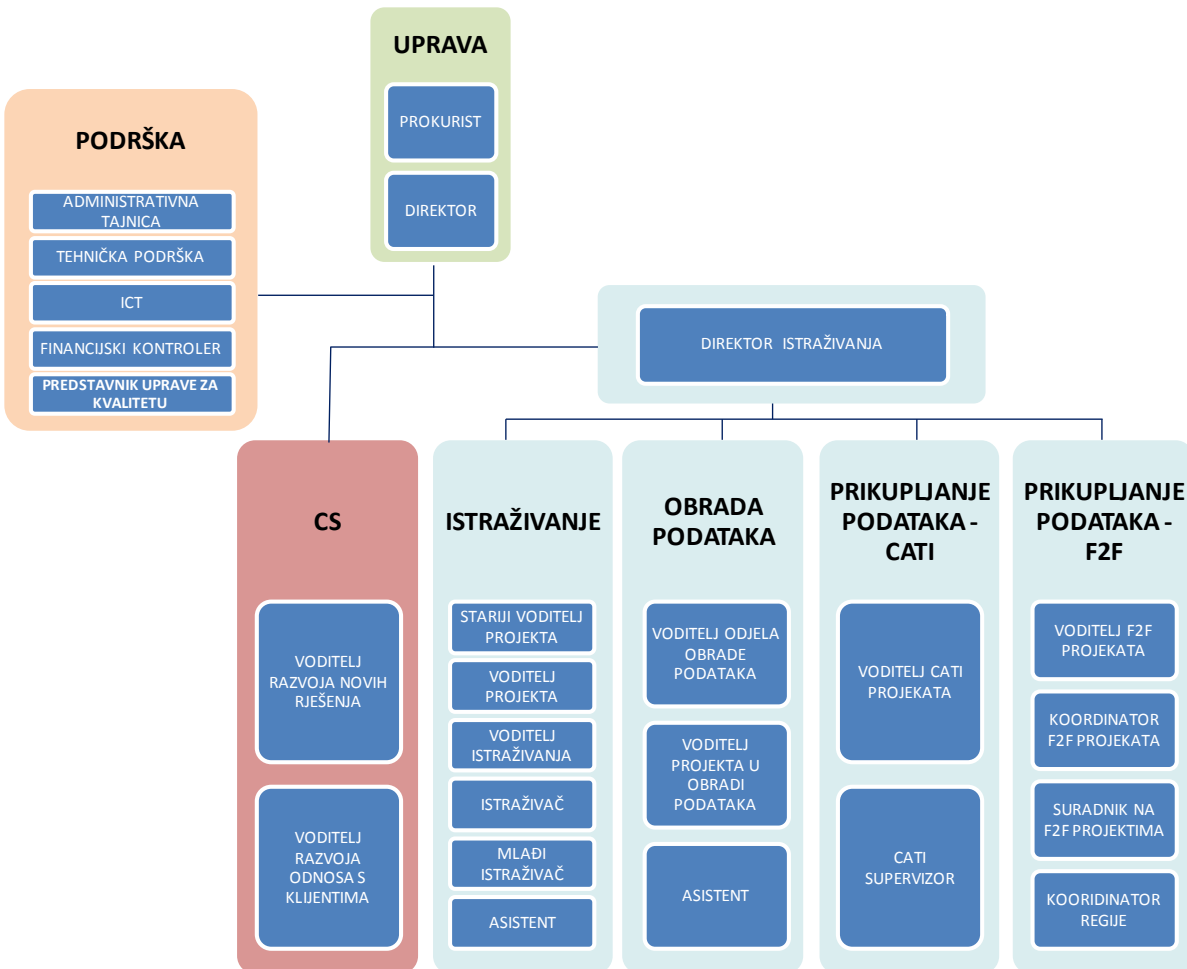 UPRAVA
PROKURIST
DIREKTOR
PODRŠKA
ADMINISTRATIVNA
TAJNICA
TEHNIČKA PODRŠKA
ICT
FINANCIJSKI KONTROLER
PREDSTAVNIK UPRAVE ZA
KVALITETU
DIREKTOR ISTRAŽIVANJA
CS
VODITELJ
RAZVOJA NOVIH
RJEŠENJA
VODITELJ
RAZVOJA
ODNOSA S
KLIJENTIMA
ISTRAŽIVANJE
STARIJI VODITELJ
PROJEKTA
VODITELJ
PROJEKTA
VODITELJ
ISTRAŽIVANJA
ISTRAŽIVAČ
MLAĐI
ISTRAŽIVAČ
ASISTENT
OBRADA
PODATAKA
VODITELJ ODJELA
OBRADE
PODATAKA
VODITELJ
PROJEKTA U
OBRADI
PODATAKA
ASISTENT
PRIKUPLJANJE
PODATAKA -
CATI
VODITELJ CATI
PROJEKATA
CATI
SUPERVIZOR
PRIKUPLJANJE
PODATAKA -
F2F
VODITELJ F2F
PROJEKATA
KOORDINATOR
F2F PROJEKATA
SURADNIK NA
F2F PROJEKTIMA
KOORIDINATOR
REGIJE